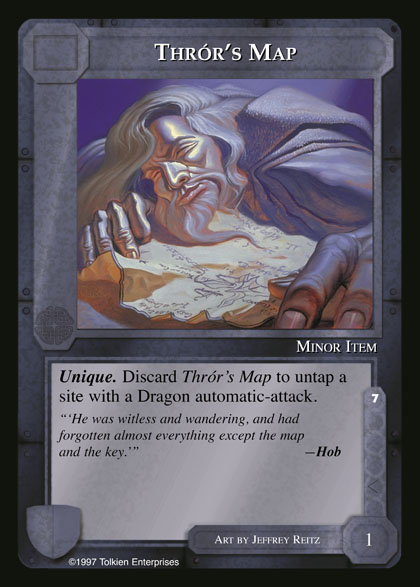 Thrór's Map
Minor Item
Unique. Discard Thrór's Map to untap a
site with a Dragon automatic-attack.
7
"'He was witless and wandering, and had
forgotten almost everything except the map
and the key.'" —Hob
Art by Jeffrey Reitz
1
©1997 Tolkien Enterprises